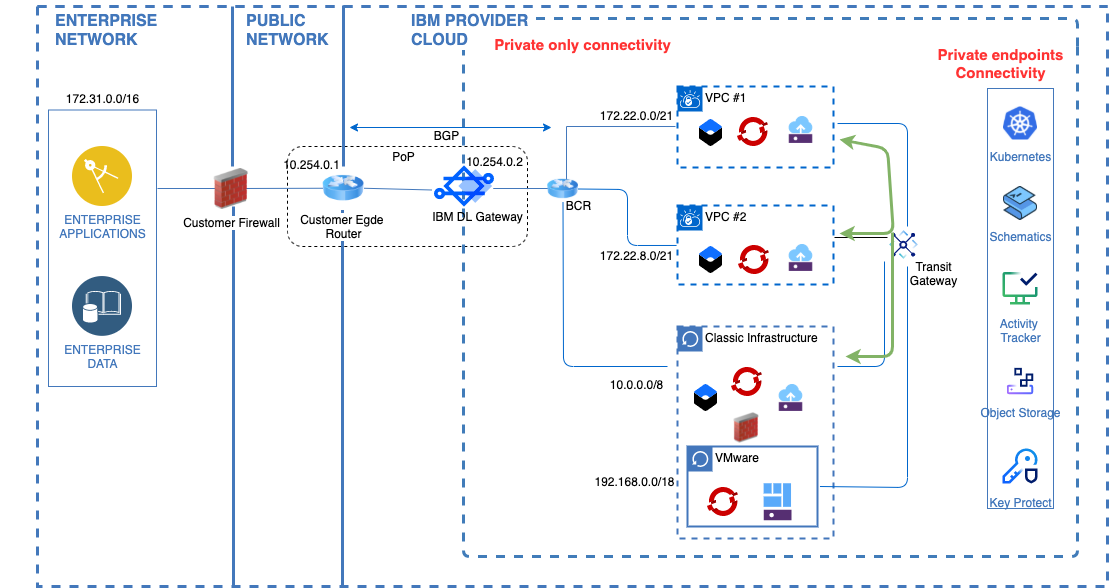 ENTERPRISE
NETWORK
PUBLIC
NETWORK
IBM PROVIDER
CLOUD
Private only connectivity
Private endpoints
Connectivity
172.31.0.0/16
ENTERPRISE
APPLICATIONS
ENTERPRISE
DATA
Customer Firewall
BGP
PoP
10.254.0.1
10.254.0.2
Customer Egde
Router
IBM DL Gateway
BCR
172.22.0.0/21
VPC #1
172.22.8.0/21
VPC #2
Transit
Gateway
Classic Infrastructure
10.0.0.0/8
VMware
192.168.0.0/18
Kubernetes
Schematics
Activity
Tracker
Object Storage
Key Protect